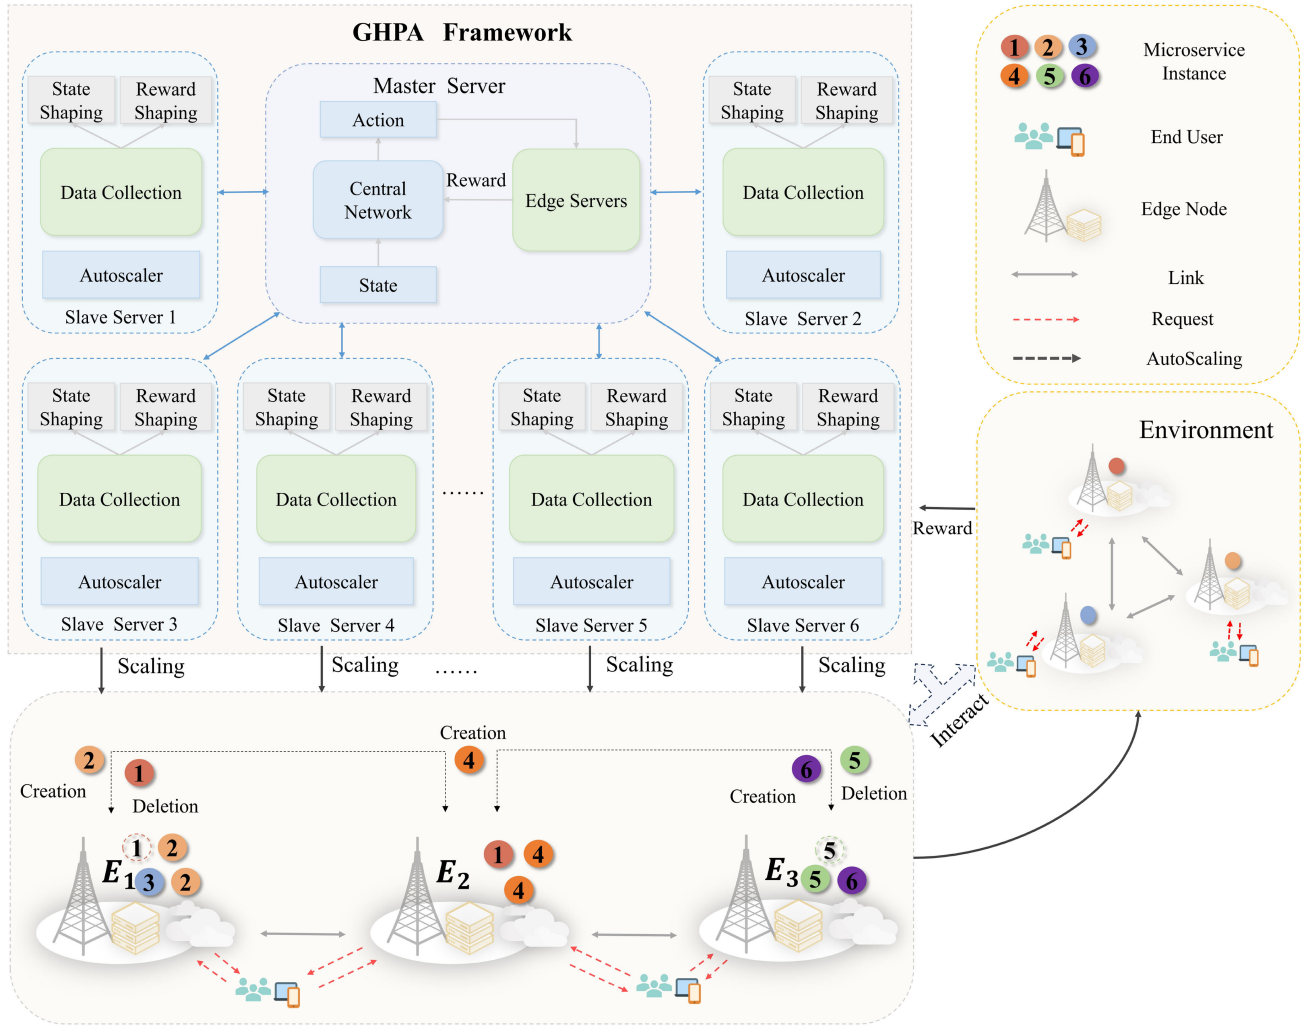 GHPA Framework
State
Shaping
Reward
Shaping
Data Collection
Autoscaler
Slave Server 1
Master Server
Action
Central
Network
Reward
Edge Servers
State
State
Shaping
Reward
Shaping
Data Collection
Autoscaler
Slave Server 2
State
Shaping
Reward
Shaping
Data Collection
Autoscaler
Slave Server 3
State
Shaping
Reward
Shaping
Data Collection
Autoscaler
Slave Server 4
......
State
Shaping
Reward
Shaping
Data Collection
Autoscaler
Slave Server 5
State
Shaping
Reward
Shaping
Data Collection
Autoscaler
Slave Server 6
1 2 3
4 5 6
Microservice
Instance
End User
Edge Node
Link
Request
AutoScaling
Environment
Reward
Interact
Scaling
Scaling
......
Scaling
Scaling
2
Creation
1
Deletion
Creation
4
6
Creation
5
Deletion
E1
1
2
3
2
E2
1
4
4
E3
5
5
6